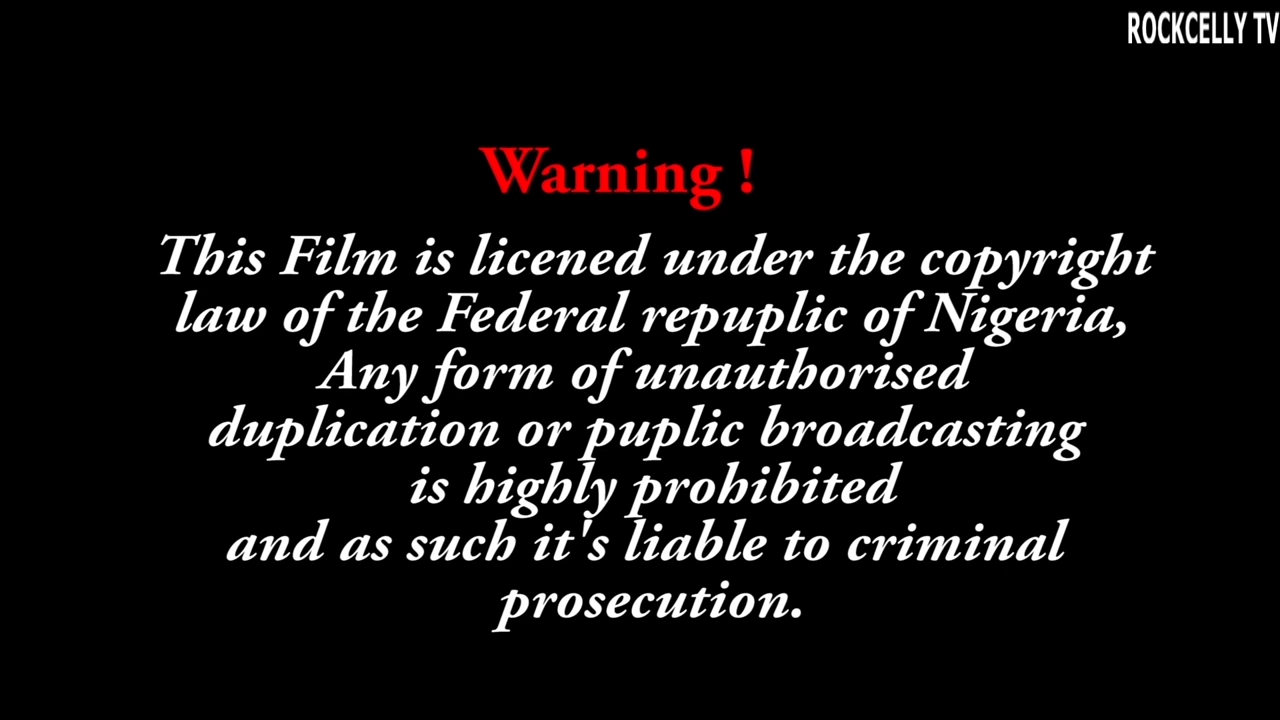 ROCKCELLY TV
Warning !
This Film is licened under the copyright
law of the Federal repuplic of Nigeria,
Any form of unauthorised
duplication or puplic broadcasting
is highly prohibited
and as such it's liable to criminal
prosecution.